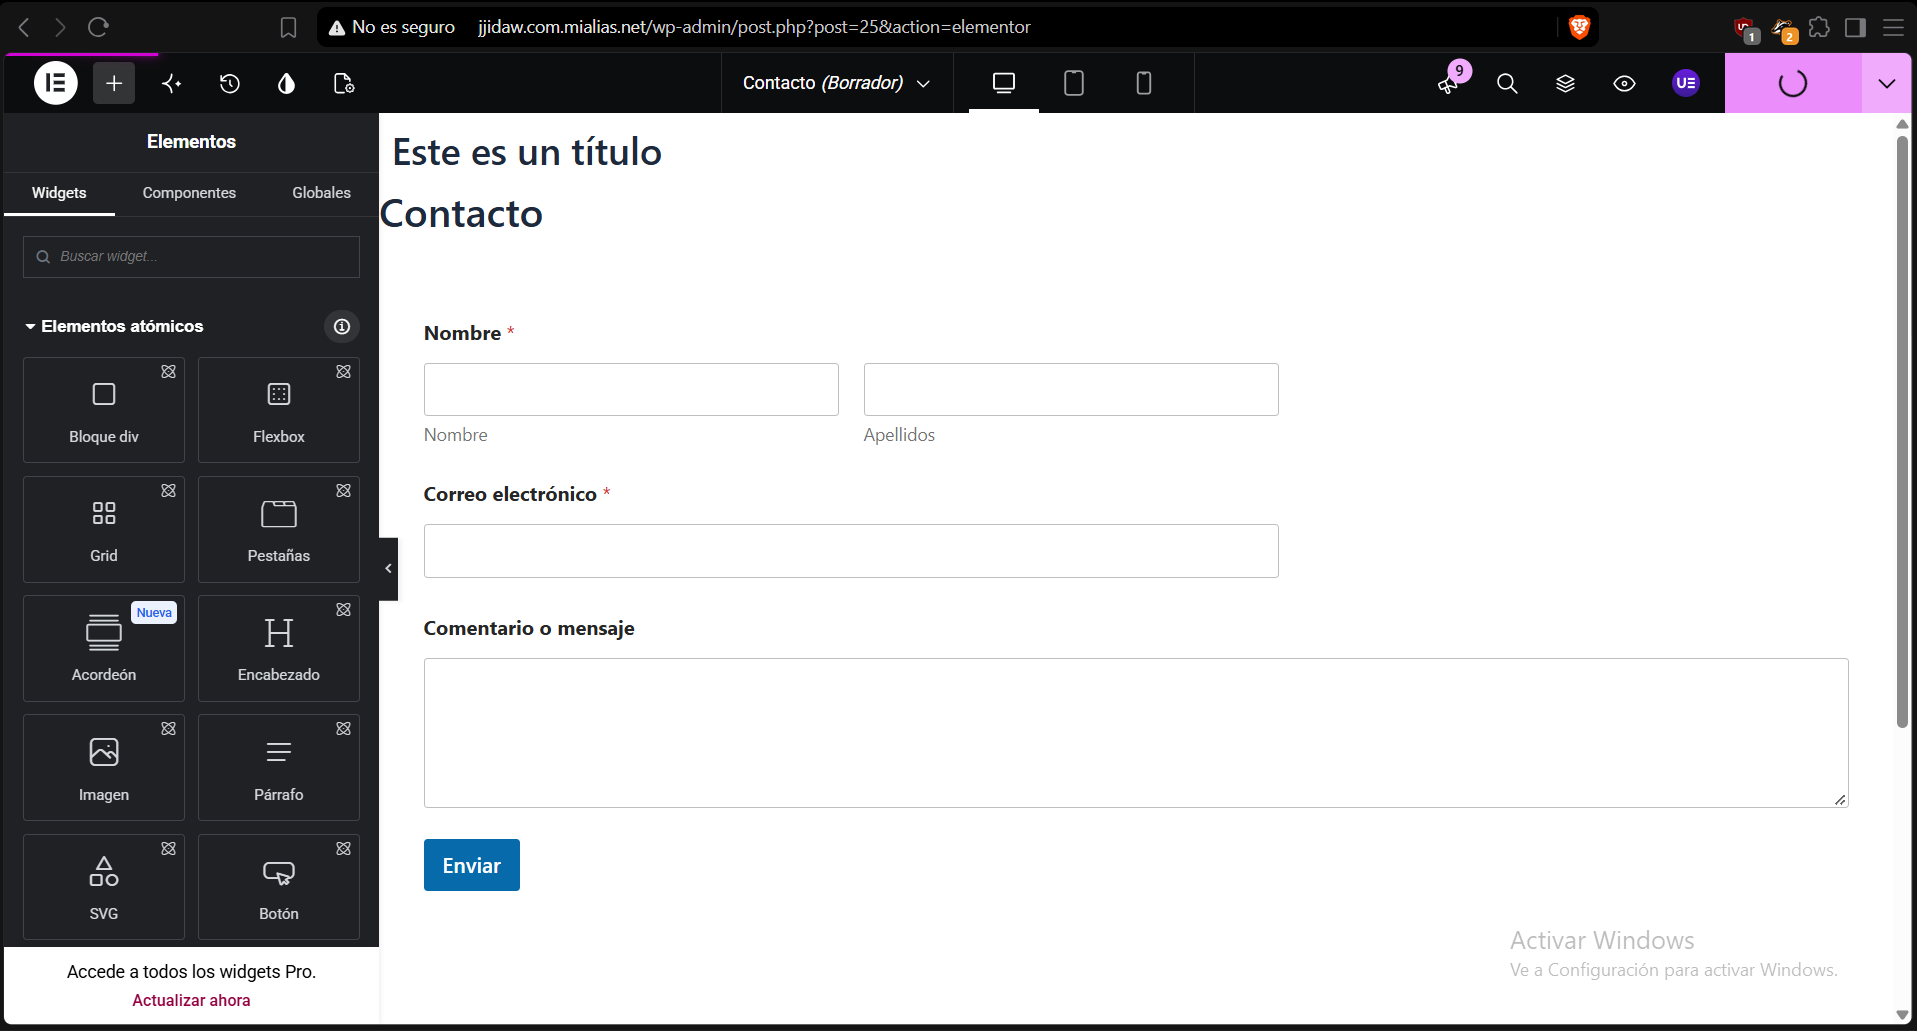 No es seguro jjidaw.com.mialias.net/wp-admin/post.php?post=25&action=elementor
1
2
Contacto (Borrador)
9
UE
Elementos
Widgets Componentes Globales
Buscar widget...
Elementos atómicos
Bloque div
Flexbox
Grid
Pestañas
Nueva
Acordeón
Encabezado
Imagen
Párrafo
SVG
Botón
Accede a todos los widgets Pro.
Actualizar ahora
Este es un título
Contacto
Nombre *
Nombre
Apellidos
Correo electrónico *
Comentario o mensaje
Enviar
Activar Windows
Ve a Configuración para activar Windows.